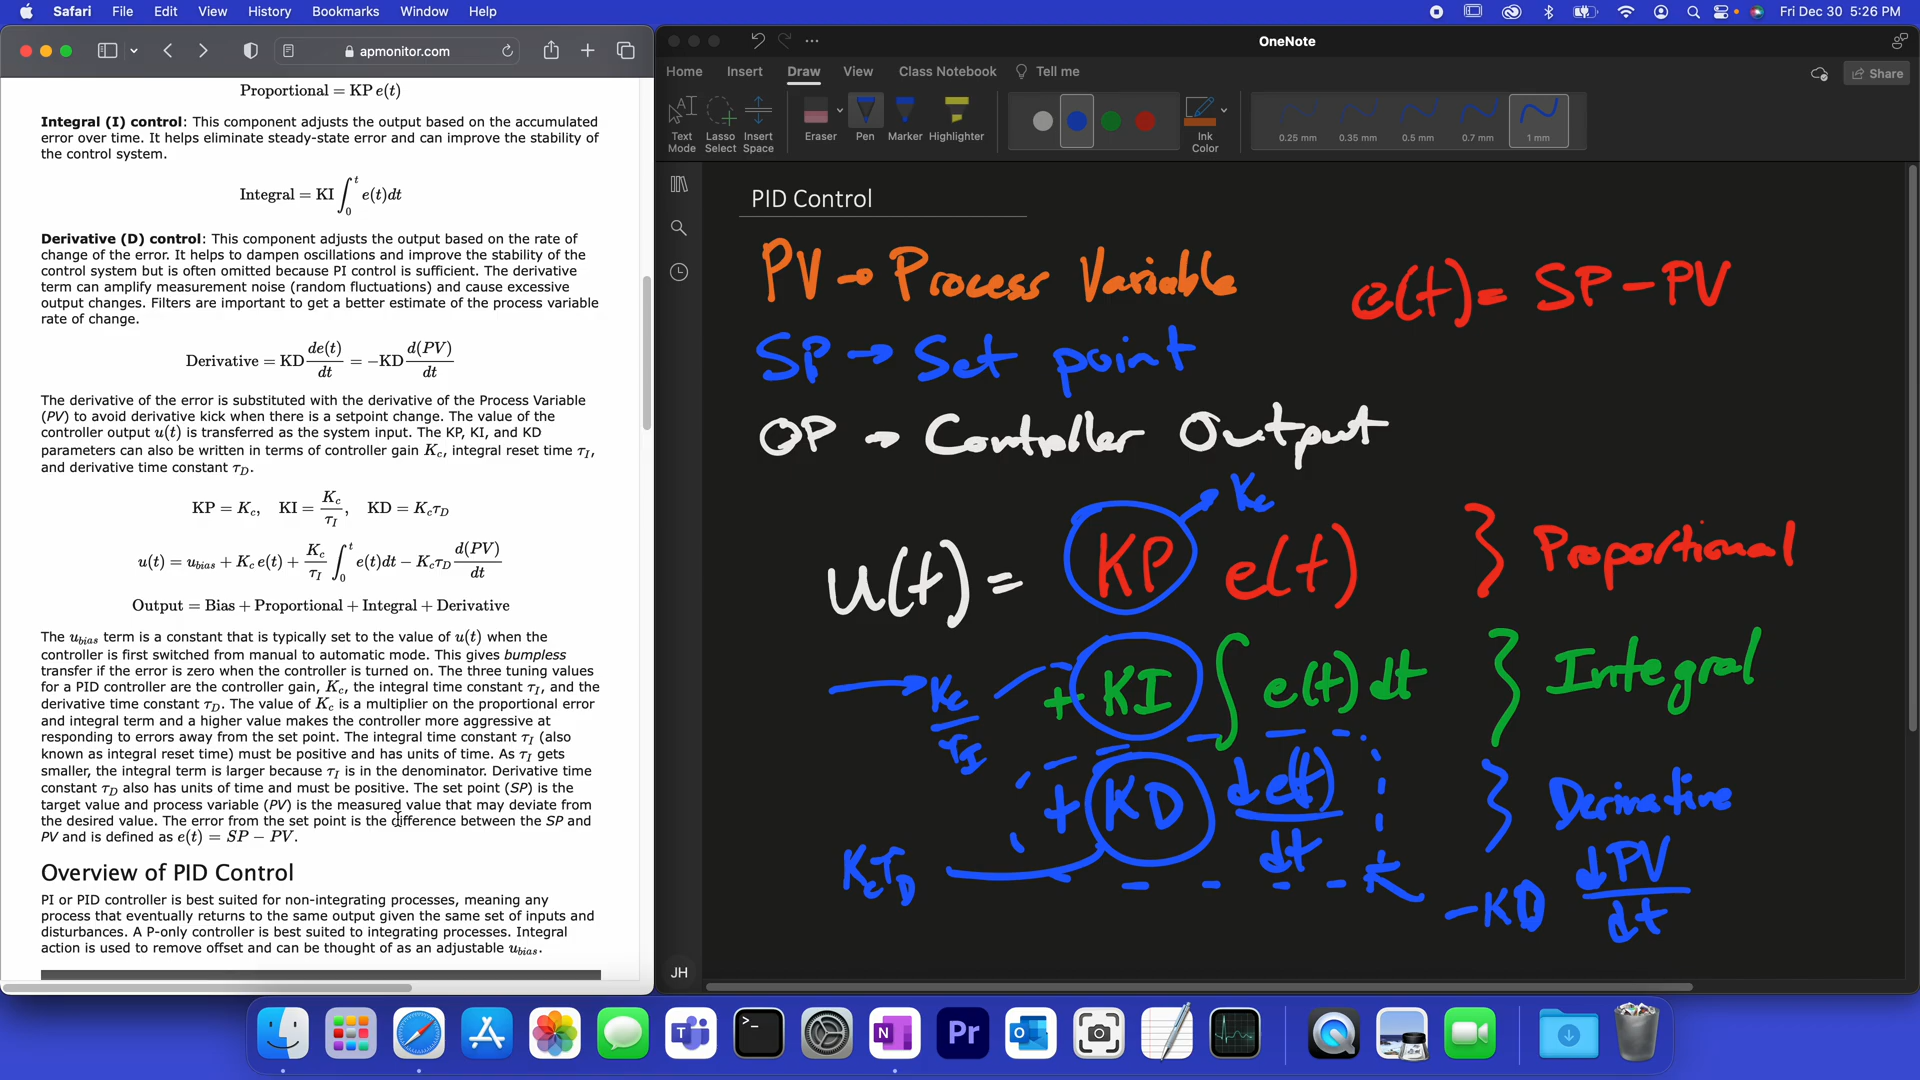 Safari File Edit View History Bookmarks Window Help Fri Dec 30 5:26 PM
apmonitor.com
Proportional = KP e(t)
Integral (I) control: This component adjusts the output based on the accumulated
error over time. It helps eliminate steady-state error and can improve the stability of
the control system.
Integral = KI ∫₀ᵗ e(t)dt
Derivative (D) control: This component adjusts the output based on the rate of
change of the error. It helps to dampen oscillations and improve the stability of the
control system but is often omitted because PI control is sufficient. The derivative
term can amplify measurement noise (random fluctuations) and cause excessive
output changes. Filters are important to get a better estimate of the process variable
rate of change.
Derivative = KD de(t)/dt = −KD d(PV)/dt
The derivative of the error is substituted with the derivative of the Process Variable
(PV) to avoid derivative kick when there is a setpoint change. The value of the
controller output u(t) is transferred as the system input. The KP, KI, and KD
parameters can also be written in terms of controller gain K_c, integral reset time τ_I,
and derivative time constant τ_D.
KP = K_c, KI = K_c/τ_I, KD = K_cτ_D
u(t) = u_bias + K_c e(t) + K_c/τ_I ∫₀ᵗ e(t)dt − K_cτ_D d(PV)/dt
Output = Bias + Proportional + Integral + Derivative
The u_bias term is a constant that is typically set to the value of u(t) when the
controller is first switched from manual to automatic mode. This gives bumpless
transfer if the error is zero when the controller is turned on. The three tuning values
for a PID controller are the controller gain, K_c, the integral time constant τ_I, and the
derivative time constant τ_D. The value of K_c is a multiplier on the proportional error
and integral term and a higher value makes the controller more aggressive at
responding to errors away from the set point. The integral time constant τ_I (also
known as integral reset time) must be positive and has units of time. As τ_I gets
smaller, the integral term is larger because τ_I is in the denominator. Derivative time
constant τ_D also has units of time and must be positive. The set point (SP) is the
target value and process variable (PV) is the measured value that may deviate from
the desired value. The error from the set point is the difference between the SP and
PV and is defined as e(t) = SP − PV.
Overview of PID Control
PI or PID controller is best suited for non-integrating processes, meaning any
process that eventually returns to the same output given the same set of inputs and
disturbances. A P-only controller is best suited to integrating processes. Integral
action is used to remove offset and can be thought of as an adjustable u_bias.
OneNote
Home Insert Draw View Class Notebook Tell me Share
Text Mode Lasso Select Insert Space Eraser Pen Marker Highlighter Ink Color 0.25 mm 0.35 mm 0.5 mm 0.7 mm 1 mm
PID Control
PV → Process Variable
e(t) = SP − PV
SP → Set point
OP → Controller Output
Kc
u(t) = KP e(t) } Proportional
Kc/τI + KI ∫ e(t) dt } Integral
+ KD de(t)/dt } Derivative
KcτD
−KD dPV/dt
JH
N
Pr